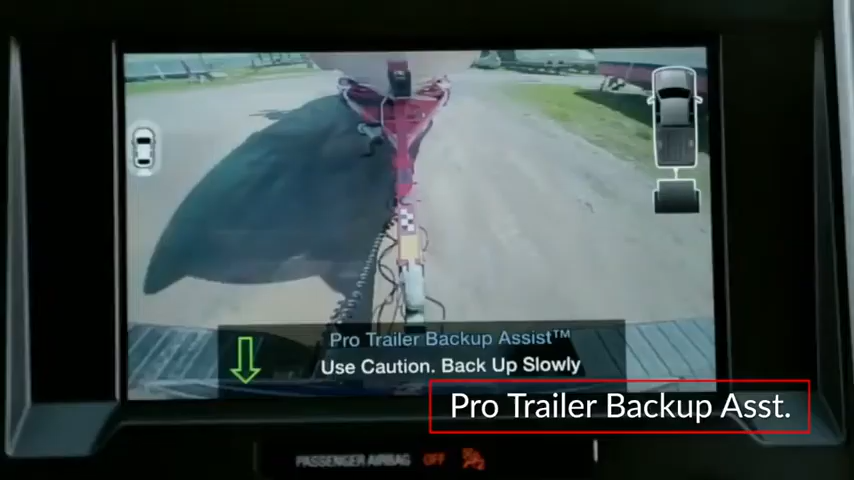 Pro Trailer Backup Assist™
Use Caution. Back Up Slowly
Pro Trailer Backup Asst.
PASSENGER AIRBAG OFF